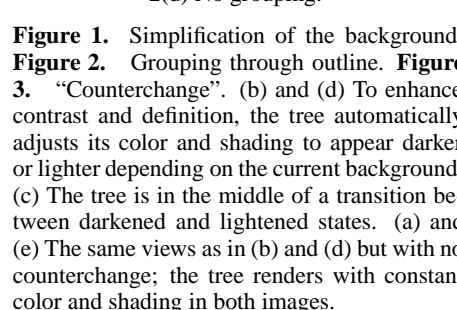 2(d) No grouping.
Figure 1. Simplification of the background
Figure 2. Grouping through outline. Figure
3. “Counterchange”. (b) and (d) To enhance
contrast and definition, the tree automatically
adjusts its color and shading to appear darker
or lighter depending on the current background
(c) The tree is in the middle of a transition be-
tween darkened and lightened states. (a) and
(e) The same views as in (b) and (d) but with no
counterchange; the tree renders with constant
color and shading in both images.